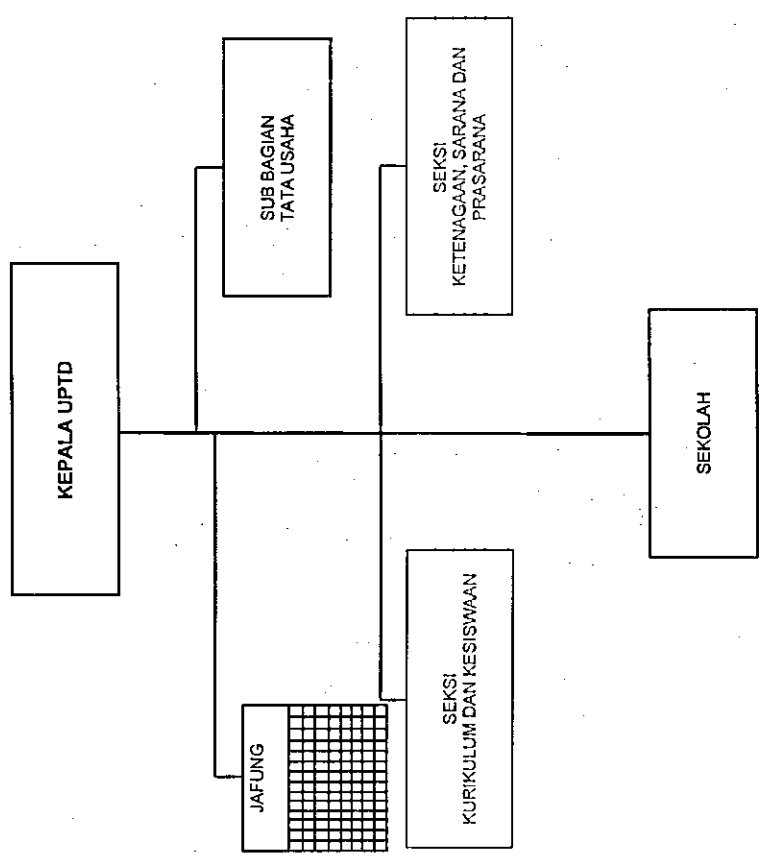 KEPALA UPTD
SUB BAGIAN
TATA USAHA
JAFUNG
SEKSI
KURIKULUM DAN KESISWAAN
SEKSI
KETENAGAAN, SARANA DAN
PRASARANA
SEKOLAH